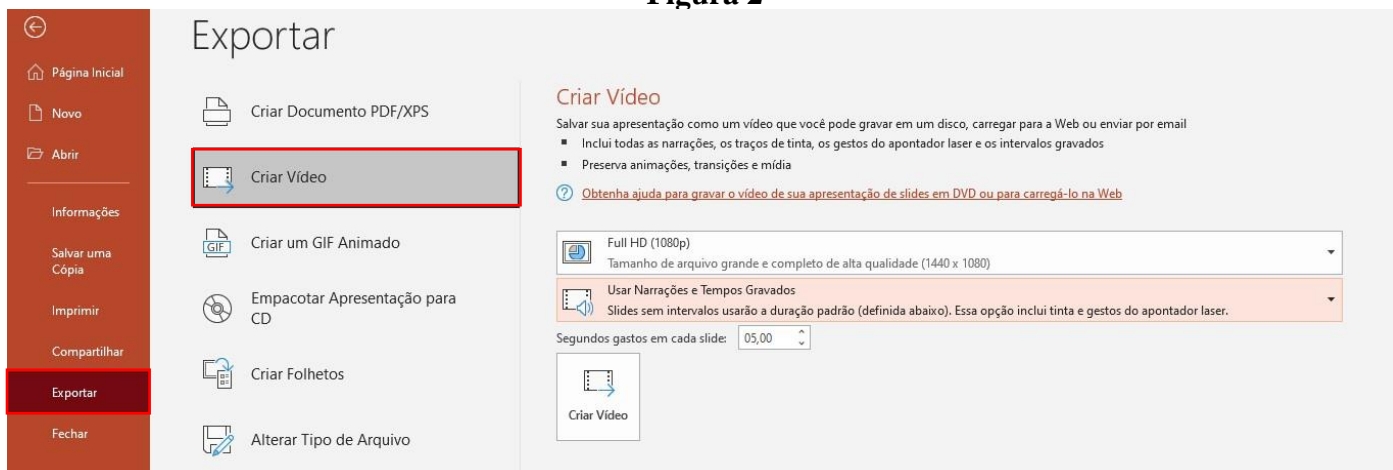 Figura 2
Exportar
Página Inicial
Novo
Abrir
Informações
Salvar uma
Cópia
Imprimir
Compartilhar
Exportar
Fechar
Criar Documento PDF/XPS
Criar Vídeo
GIF
Criar um GIF Animado
Empacotar Apresentação para
CD
Criar Folhetos
Alterar Tipo de Arquivo
Criar Vídeo
Salvar sua apresentação como um vídeo que você pode gravar em um disco, carregar para a Web ou enviar por email
▪ Inclui todas as narrações, os traços de tinta, os gestos do apontador laser e os intervalos gravados
▪ Preserva animações, transições e mídia
? Obtenha ajuda para gravar o vídeo de sua apresentação de slides em DVD ou para carregá-lo na Web
Full HD (1080p)
Tamanho de arquivo grande e completo de alta qualidade (1440 x 1080)
Usar Narrações e Tempos Gravados
Slides sem intervalos usarão a duração padrão (definida abaixo). Essa opção inclui tinta e gestos do apontador laser.
Segundos gastos em cada slide: 05,00
Criar Vídeo